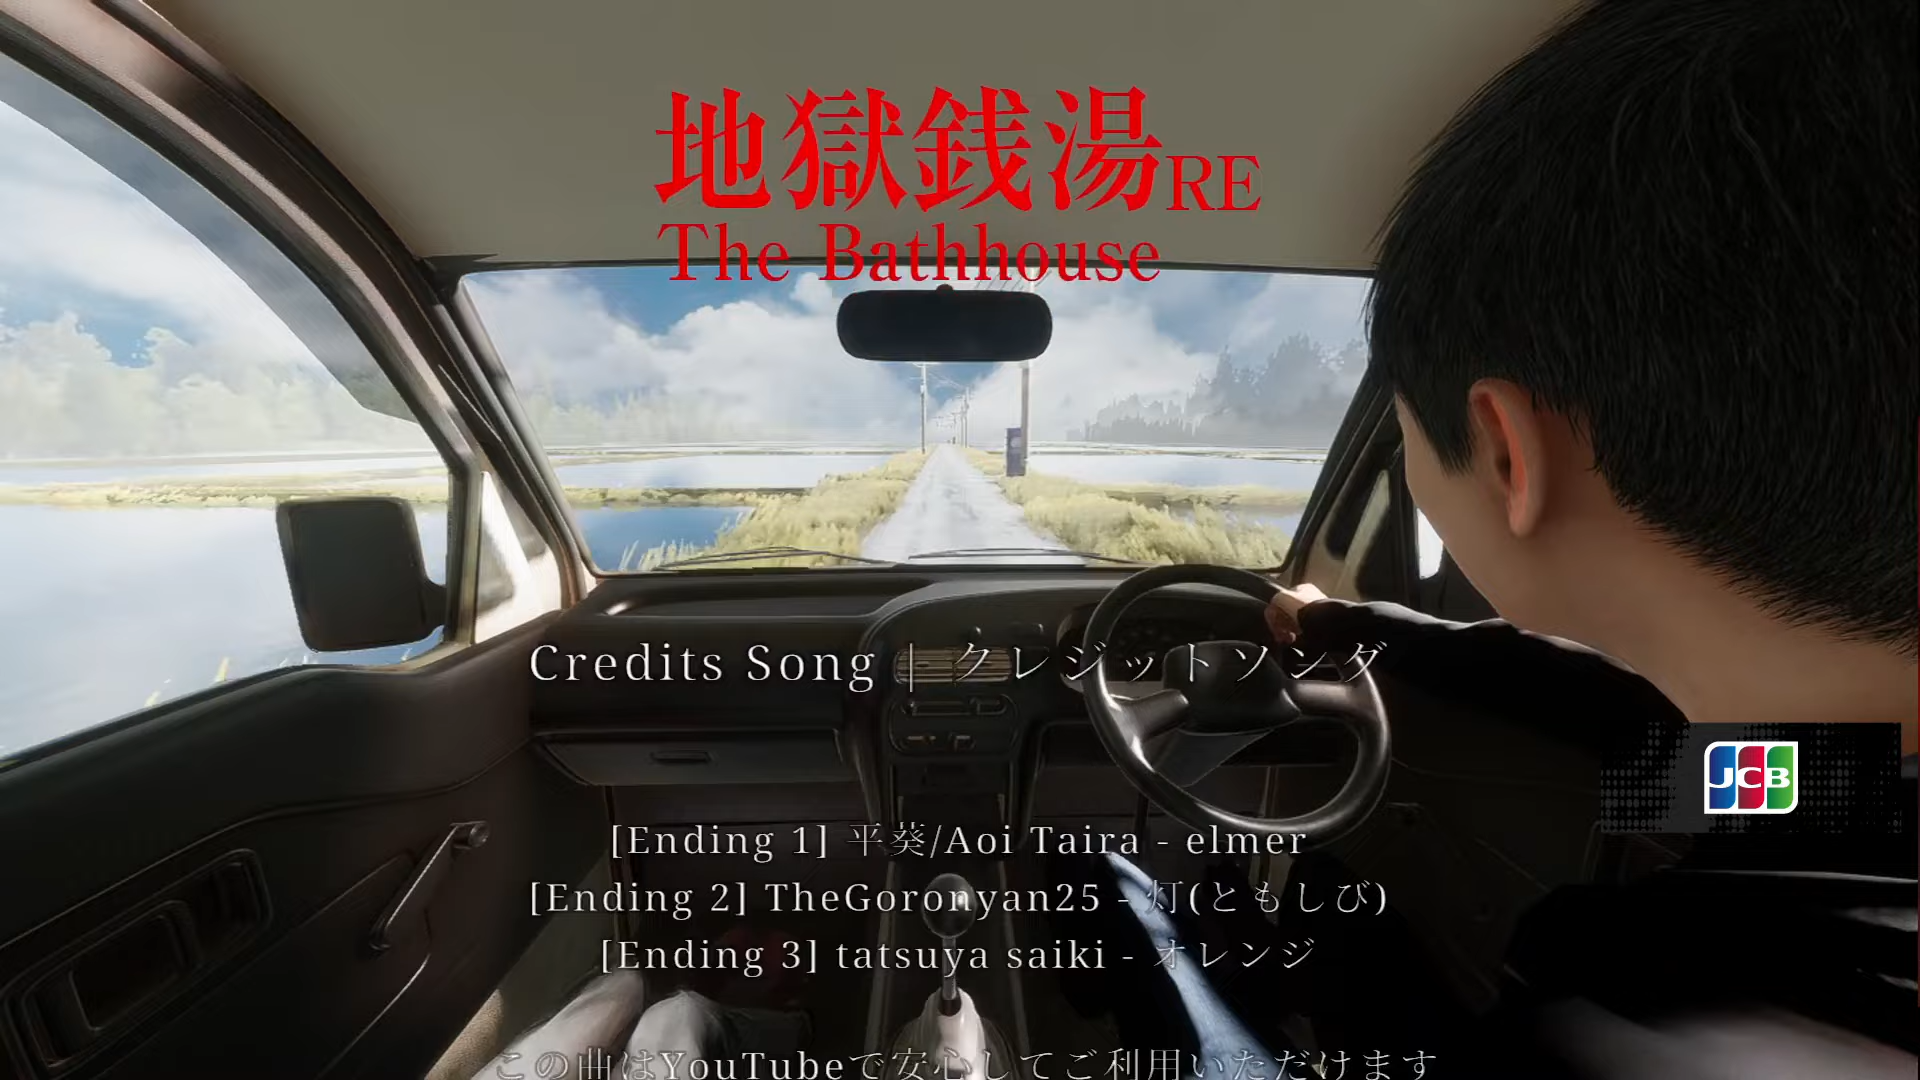 地獄銭湯RE
The Bathhouse
Credits Song | クレジットソング
JCB
[Ending 1] 平葵/Aoi Taira - elmer
[Ending 2] TheGoronyan25 - 灯(ともしび)
[Ending 3] tatsuya saiki - オレンジ
この曲はYouTubeで安心してご利用いただけます